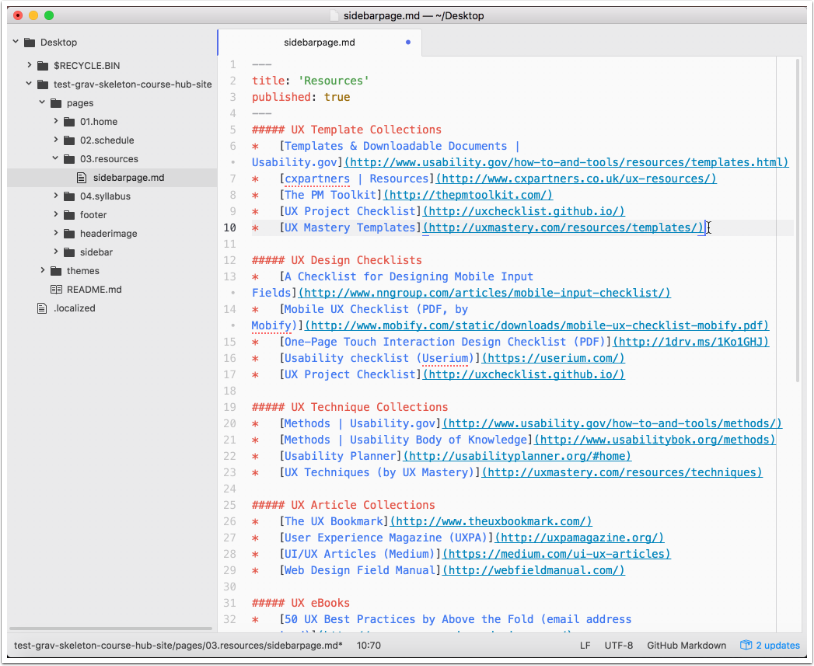 sidebarpage.md — ~/Desktop
Desktop
$RECYCLE.BIN
test-grav-skeleton-course-hub-site
pages
01.home
02.schedule
03.resources
sidebarpage.md
04.syllabus
footer
headerimage
sidebar
themes
README.md
.localized
sidebarpage.md
1 ---
2 title: 'Resources'
3 published: true
4 ---
5 ##### UX Template Collections
6 * [Templates & Downloadable Documents |
• Usability.gov](http://www.usability.gov/how-to-and-tools/resources/templates.html)
7 * [cxpartners | Resources](http://www.cxpartners.co.uk/ux-resources/)
8 * [The PM Toolkit](http://thepmtoolkit.com/)
9 * [UX Project Checklist](http://uxchecklist.github.io/)
10 * [UX Mastery Templates](http://uxmastery.com/resources/templates/)
11
12 ##### UX Design Checklists
13 * [A Checklist for Designing Mobile Input
• Fields](http://www.nngroup.com/articles/mobile-input-checklist/)
14 * [Mobile UX Checklist (PDF, by
• Mobify)](http://www.mobify.com/static/downloads/mobile-ux-checklist-mobify.pdf)
15 * [One-Page Touch Interaction Design Checklist (PDF)](http://1drv.ms/1Ko1GHJ)
16 * [Usability checklist (Userium)](https://userium.com/)
17 * [UX Project Checklist](http://uxchecklist.github.io/)
18
19 ##### UX Technique Collections
20 * [Methods | Usability.gov](http://www.usability.gov/how-to-and-tools/methods/)
21 * [Methods | Usability Body of Knowledge](http://www.usabilitybok.org/methods)
22 * [Usability Planner](http://usabilityplanner.org/#home)
23 * [UX Techniques (by UX Mastery)](http://uxmastery.com/resources/techniques)
24
25 ##### UX Article Collections
26 * [The UX Bookmark](http://www.theuxbookmark.com/)
27 * [User Experience Magazine (UXPA)](http://uxpamagazine.org/)
28 * [UI/UX Articles (Medium)](https://medium.com/ui-ux-articles)
29 * [Web Design Field Manual](http://webfieldmanual.com/)
30
31 ##### UX eBooks
32 * [50 UX Best Practices by Above the Fold (email address
test-grav-skeleton-course-hub-site/pages/03.resources/sidebarpage.md* 10:70 LF UTF-8 GitHub Markdown 2 updates